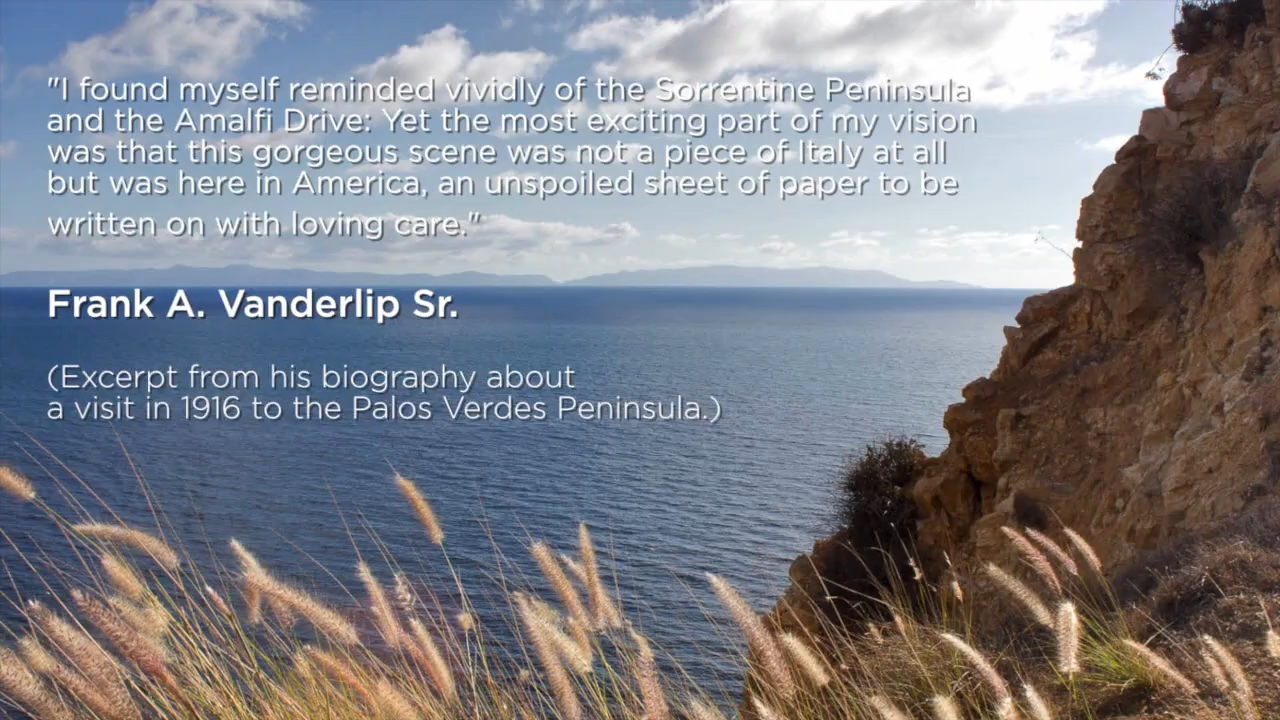 "I found myself reminded vividly of the Sorrentine Peninsula
and the Amalfi Drive: Yet the most exciting part of my vision
was that this gorgeous scene was not a piece of Italy at all
but was here in America, an unspoiled sheet of paper to be
written on with loving care."
Frank A. Vanderlip Sr.
(Excerpt from his biography about
a visit in 1916 to the Palos Verdes Peninsula.)